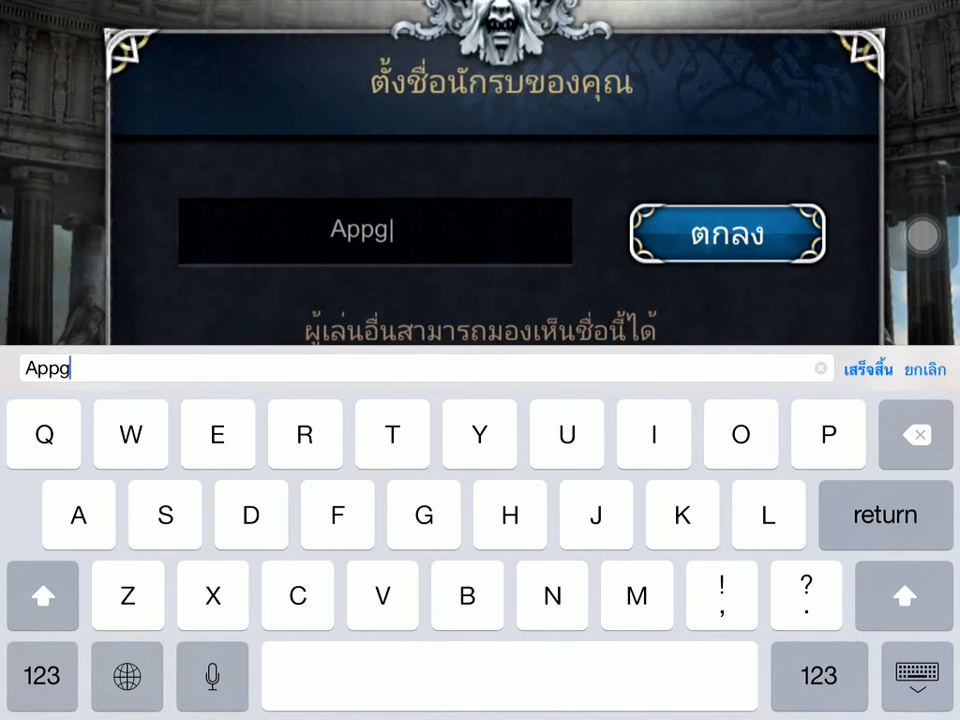 ตั้งชื่อนักรบของคุณ
Appg
ตกลง
ผู้เล่นอื่นสามารถมองเห็นชื่อนี้ได้
Appg
เสร็จสิ้น ยกเลิก
Q W E R T Y U I O P
A S D F G H J K L return
Z X C V B N M ! , ? .
123 123